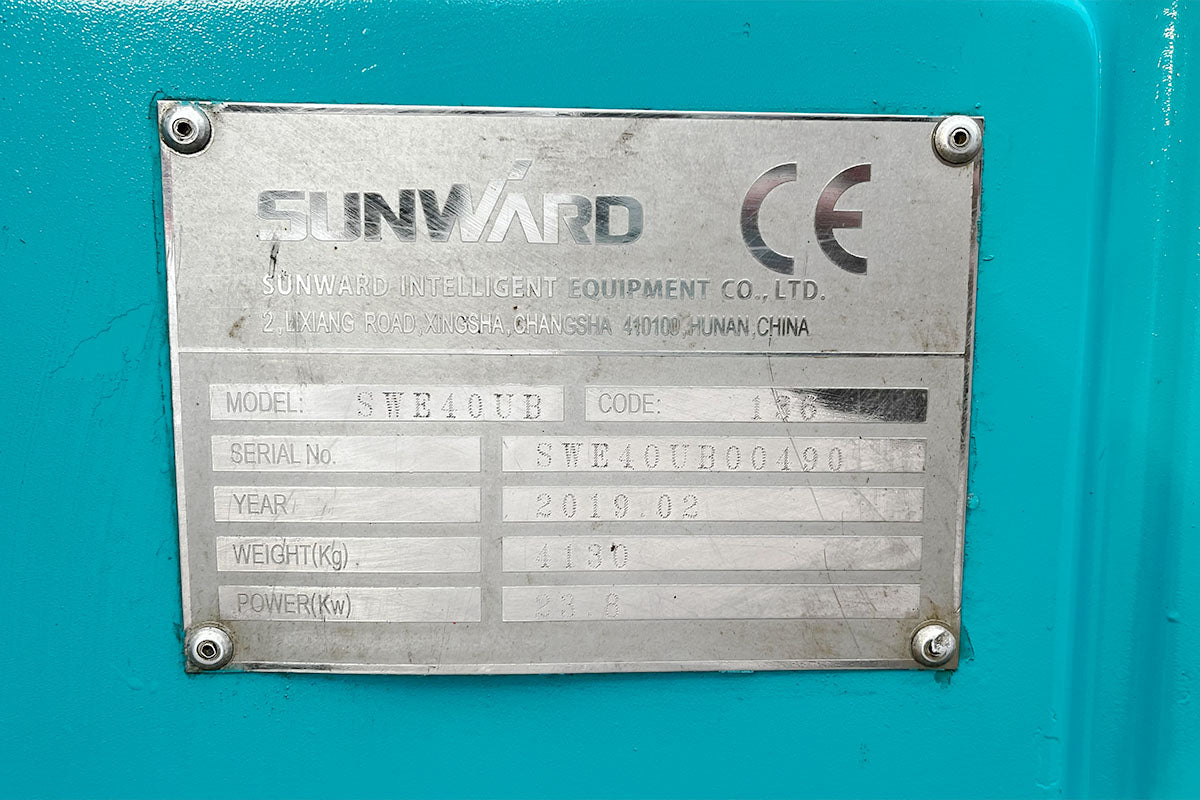 SUNWARD
CE
SUNWARD INTELLIGENT EQUIPMENT CO., LTD.
2, LIXIANG ROAD, XINGSHA, CHANGSHA 410100, HUNAN, CHINA
MODEL: SWE40UB CODE: 136
SERIAL No. SWE40UB00490
YEAR 2019.02
WEIGHT(Kg) 4130
POWER(Kw) 23.8